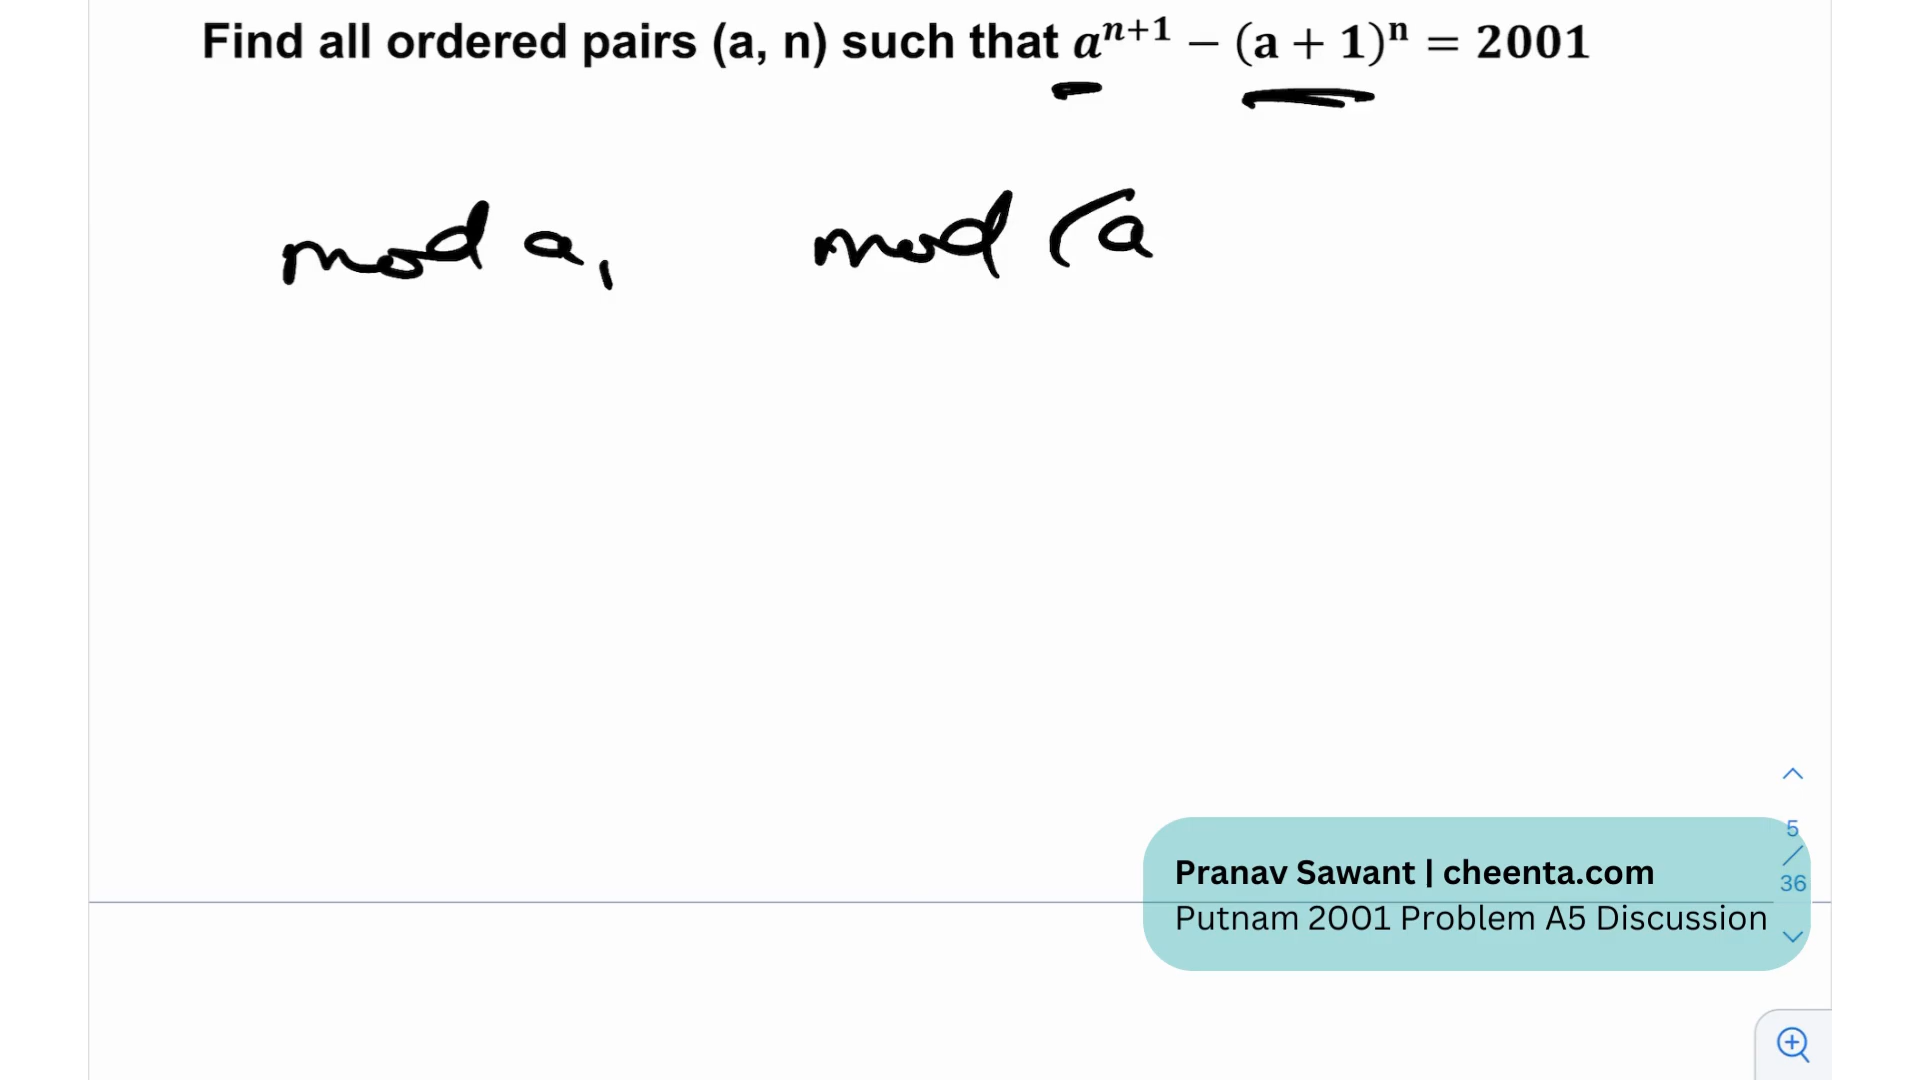 Find all ordered pairs (a, n) such that aⁿ⁺¹ − (a + 1)ⁿ = 2001
mod a, mod (a
5
/
36
Pranav Sawant | cheenta.com
Putnam 2001 Problem A5 Discussion